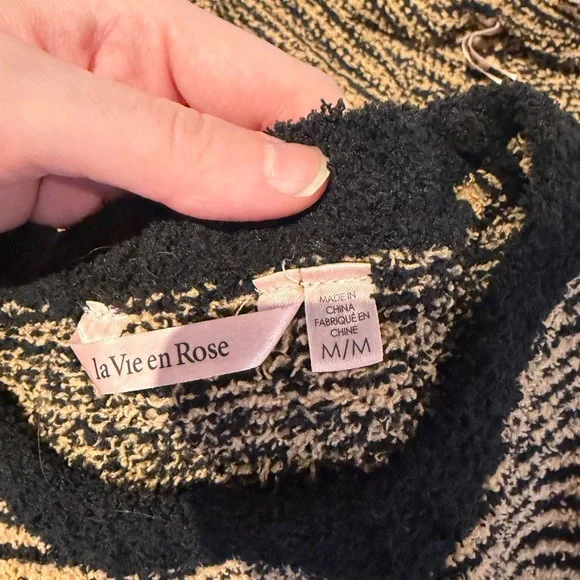 la Vie en Rose
MADE IN
CHINA
FABRIQUÉ EN
CHINE
M/M